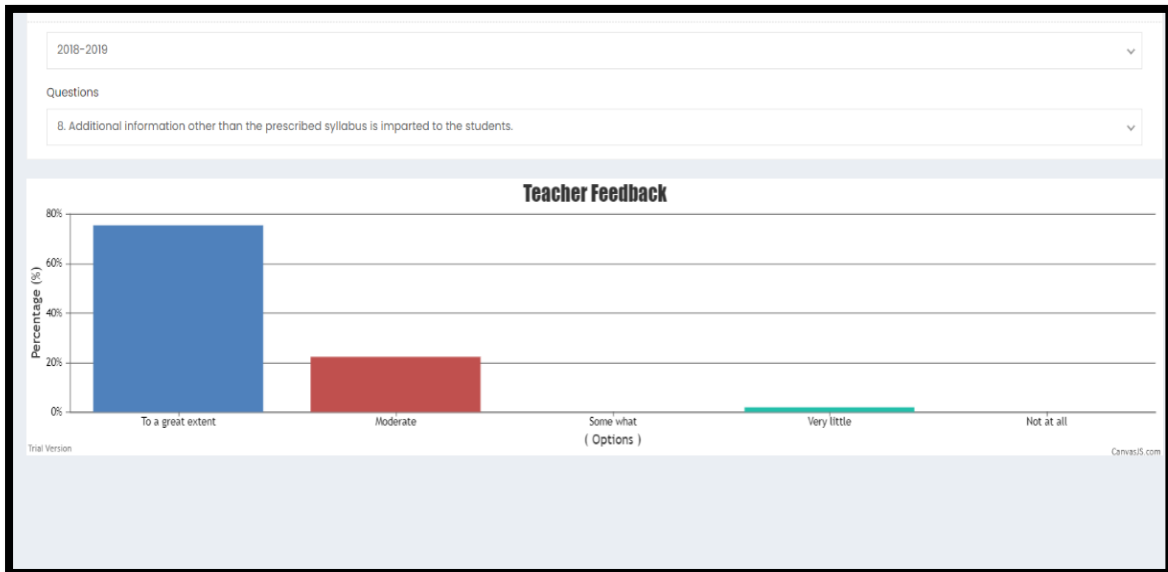 2018-2019
Questions
8. Additional information other than the prescribed syllabus is imparted to the students.
Teacher Feedback
80%
60%
40%
20%
0%
Percentage (%)
To a great extent Moderate Some what Very little Not at all
( Options )
Trial Version CanvasJS.com